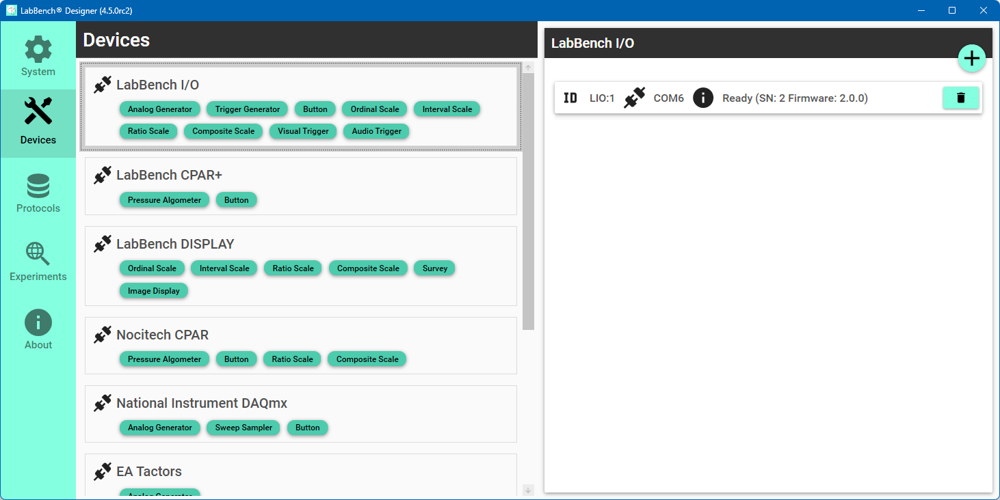 LabBench® Designer (4.5.0rc2)
System
Devices
Protocols
Experiments
About
Devices
LabBench I/O
Analog Generator Trigger Generator Button Ordinal Scale Interval Scale
Ratio Scale Composite Scale Visual Trigger Audio Trigger
LabBench CPAR+
Pressure Algometer Button
LabBench DISPLAY
Ordinal Scale Interval Scale Ratio Scale Composite Scale Survey
Image Display
Nocitech CPAR
Pressure Algometer Button Ratio Scale Composite Scale
National Instrument DAQmx
Analog Generator Sweep Sampler Button
EA Tactors
Analog Generator
LabBench I/O
ID LIO:1 COM6 Ready (SN: 2 Firmware: 2.0.0)